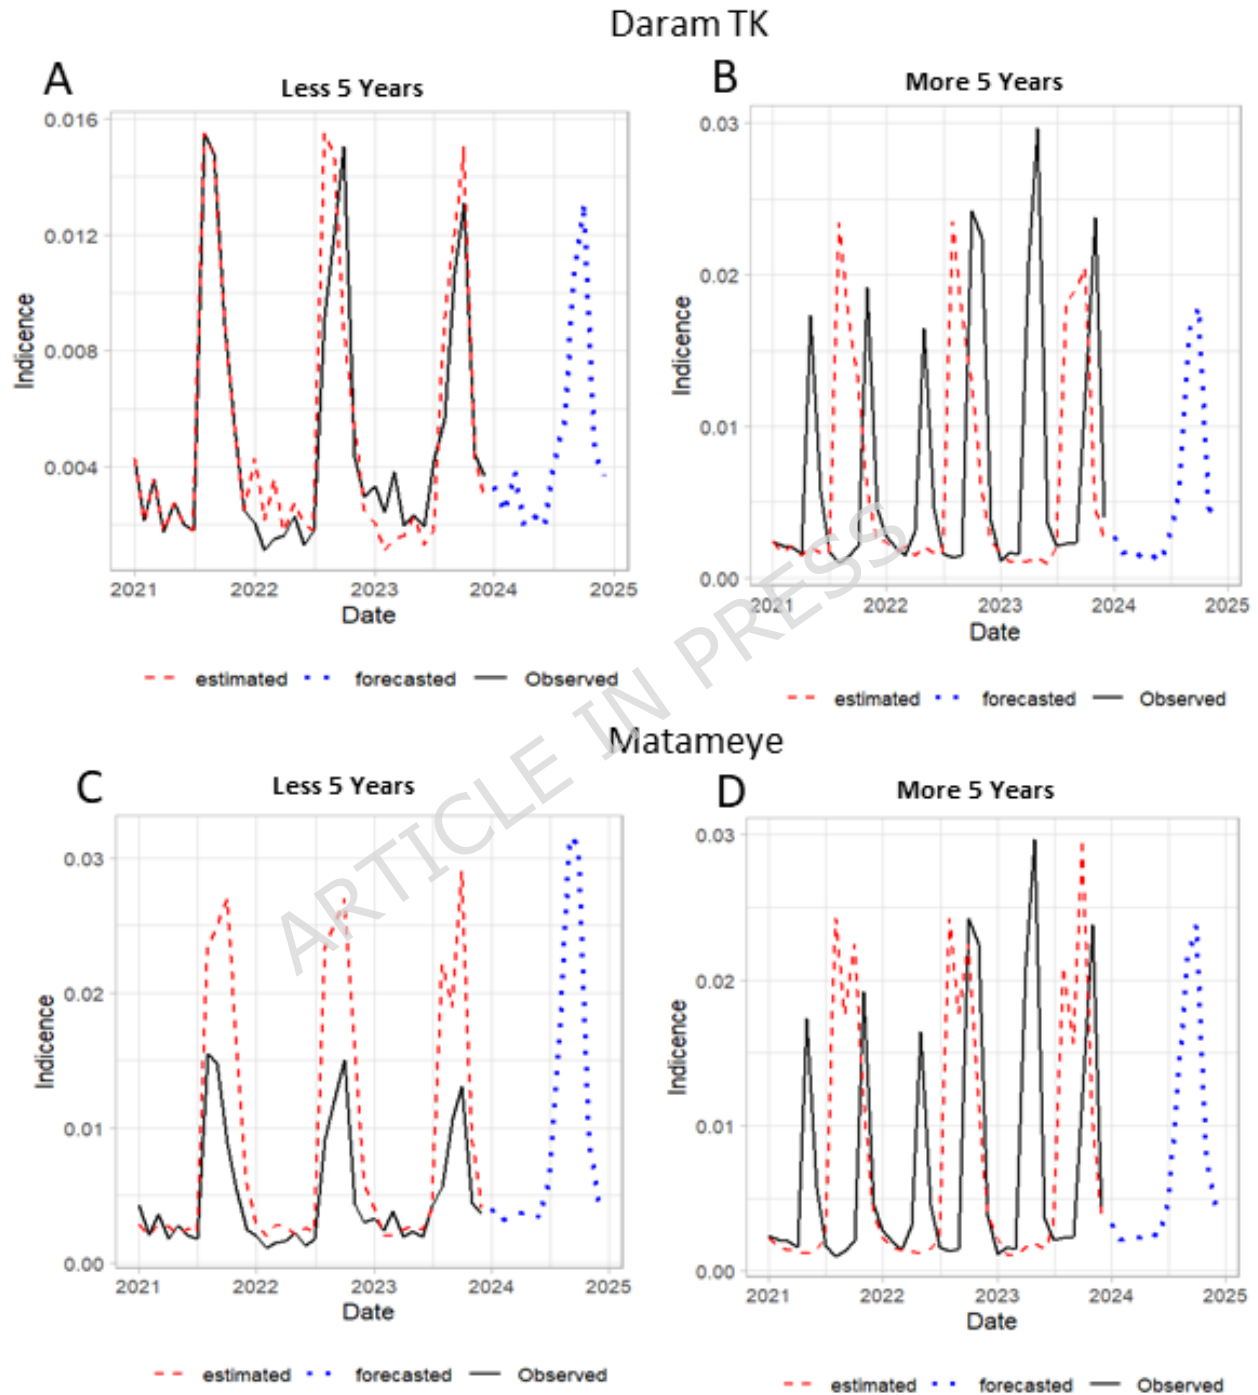 Daram TK
A
Less 5 Years
0.016
0.012
0.008
0.004
Indicence
2021 2022 2023 2024 2025
Date
estimated forecasted Observed
B
More 5 Years
0.03
0.02
0.01
0.00
Indicence
2021 2022 2023 2024 2025
Date
estimated forecasted Observed
ARTICLE IN PRESS
Matameye
C
Less 5 Years
0.03
0.02
0.01
0.00
Indicence
2021 2022 2023 2024 2025
Date
estimated forecasted Observed
D
More 5 Years
0.03
0.02
0.01
0.00
Indicence
2021 2022 2023 2024 2025
Date
estimated forecasted Observed